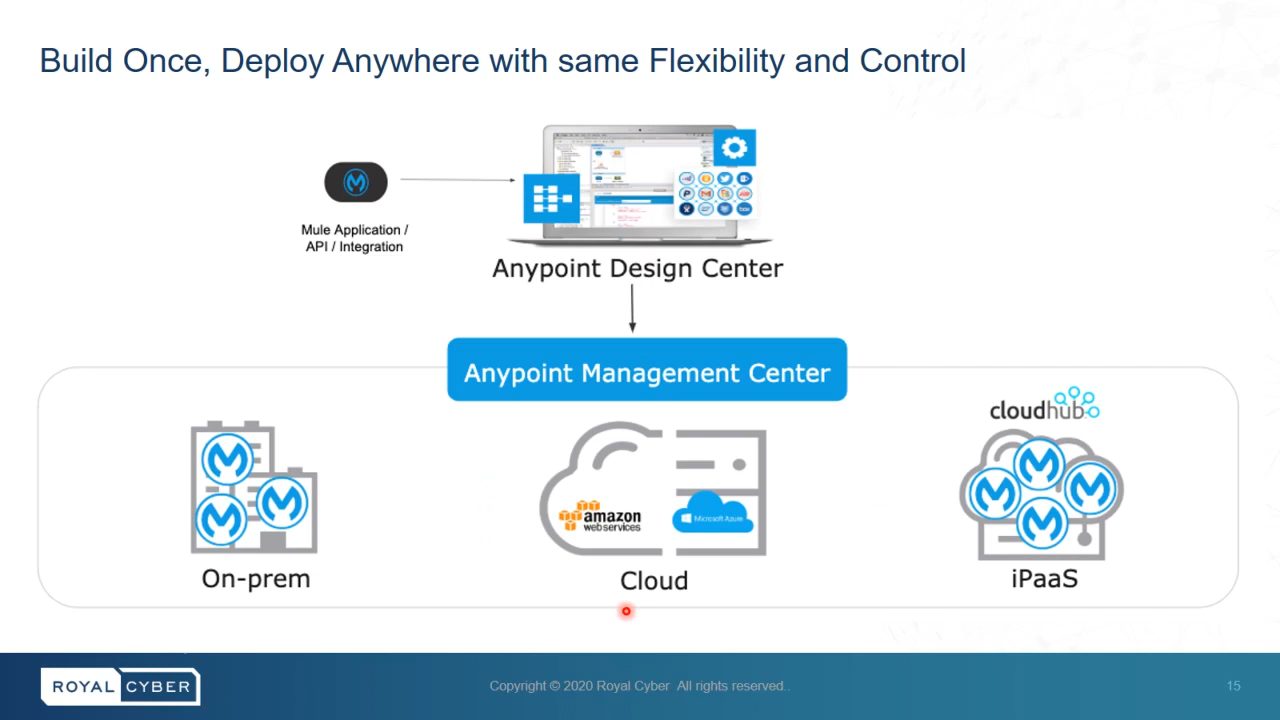 Build Once, Deploy Anywhere with same Flexibility and Control
Mule Application /
API / Integration
Anypoint Design Center
Anypoint Management Center
cloudhub
amazon
web services
Microsoft Azure
On-prem
Cloud
iPaaS
ROYAL CYBER
Copyright © 2020 Royal Cyber All rights reserved..
15